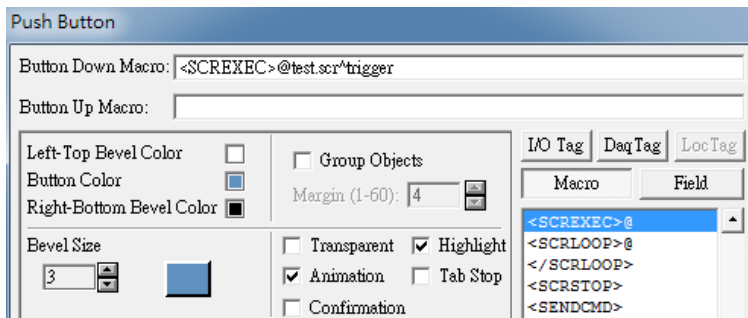 Push Button
Button Down Macro: <SCREXEC>@test.scr^trigger
Button Up Macro:
Left-Top Bevel Color
Button Color
Right-Bottom Bevel Color
Group Objects
Margin (1-60): 4
Bevel Size
3
Transparent
Highlight
Animation
Tab Stop
Confirmation
I/O Tag
DaqTag
LocTag
Macro
Field
<SCREXEC>@
<SCRLOOP>@
</SCRLOOP>
<SCRSTOP>
<SENDCMD>